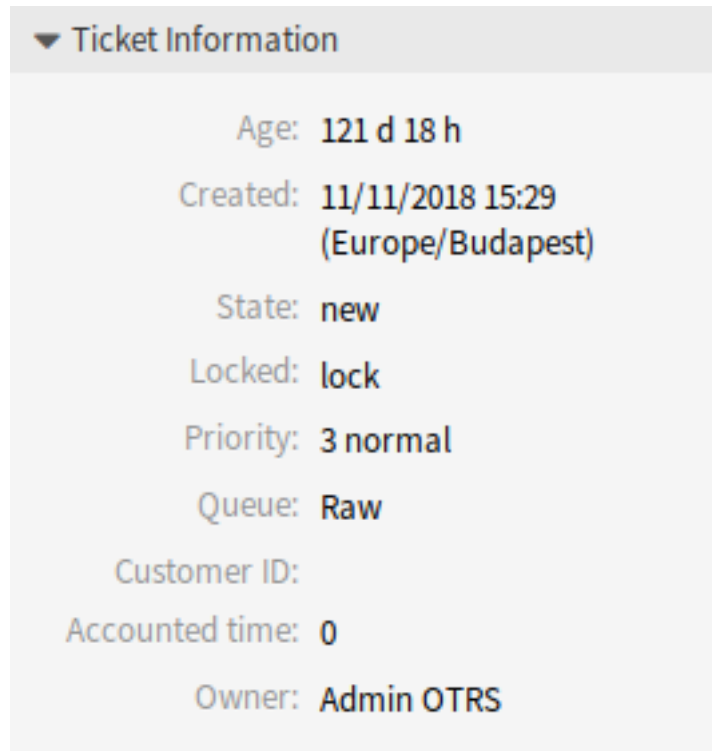 Ticket Information
Age: 121 d 18 h
Created: 11/11/2018 15:29
(Europe/Budapest)
State: new
Locked: lock
Priority: 3 normal
Queue: Raw
Customer ID:
Accounted time: 0
Owner: Admin OTRS